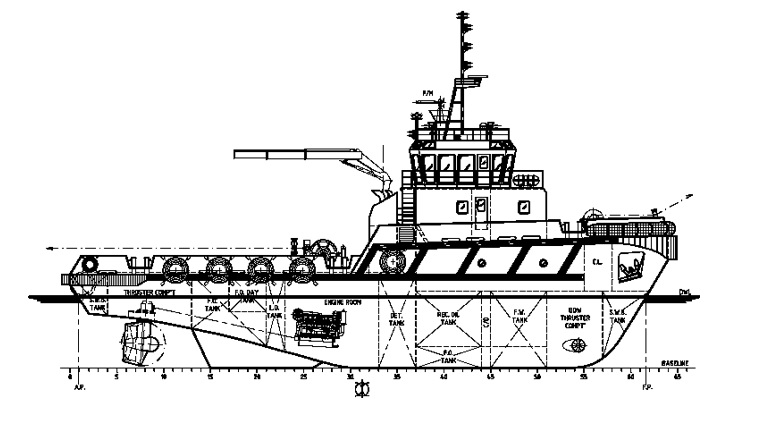 F/M
C.L.
S.W.B.
TANK
THRUSTER COMPT
F.O.
TANK
F.O. DAY
TANK
L.O.
TANK
ENGINE ROOM
DET.
TANK
REC. OIL
TANK
F.O.
TANK
C/D
F.W.
TANK
BOW
THRUSTER
COMPT
S.W.B.
TANK
DWL
BASELINE
0 5 10 15 20 25 30 35 40 45 50 55 60 65
A.P.
F.P.